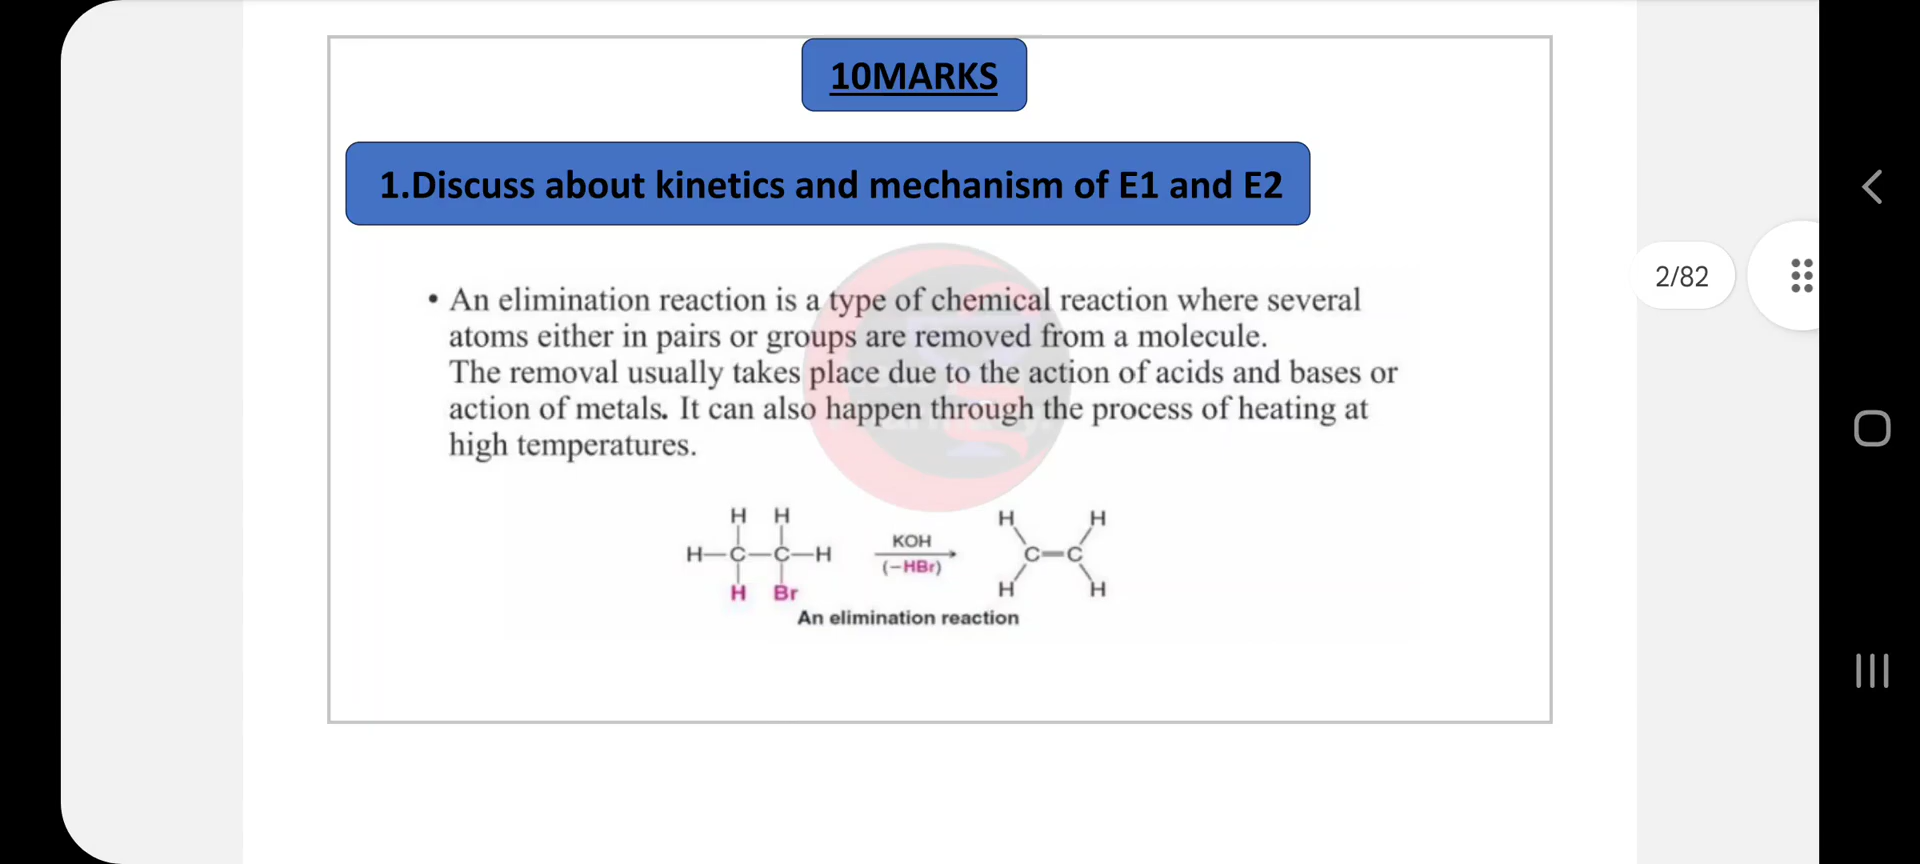 10MARKS
1.Discuss about kinetics and mechanism of E1 and E2
2/82
• An elimination reaction is a type of chemical reaction where several
atoms either in pairs or groups are removed from a molecule.
The removal usually takes place due to the action of acids and bases or
action of metals. It can also happen through the process of heating at
high temperatures.
H H
H—C—C—H
H Br
KOH
(−HBr)
H H
C=C
H H
An elimination reaction